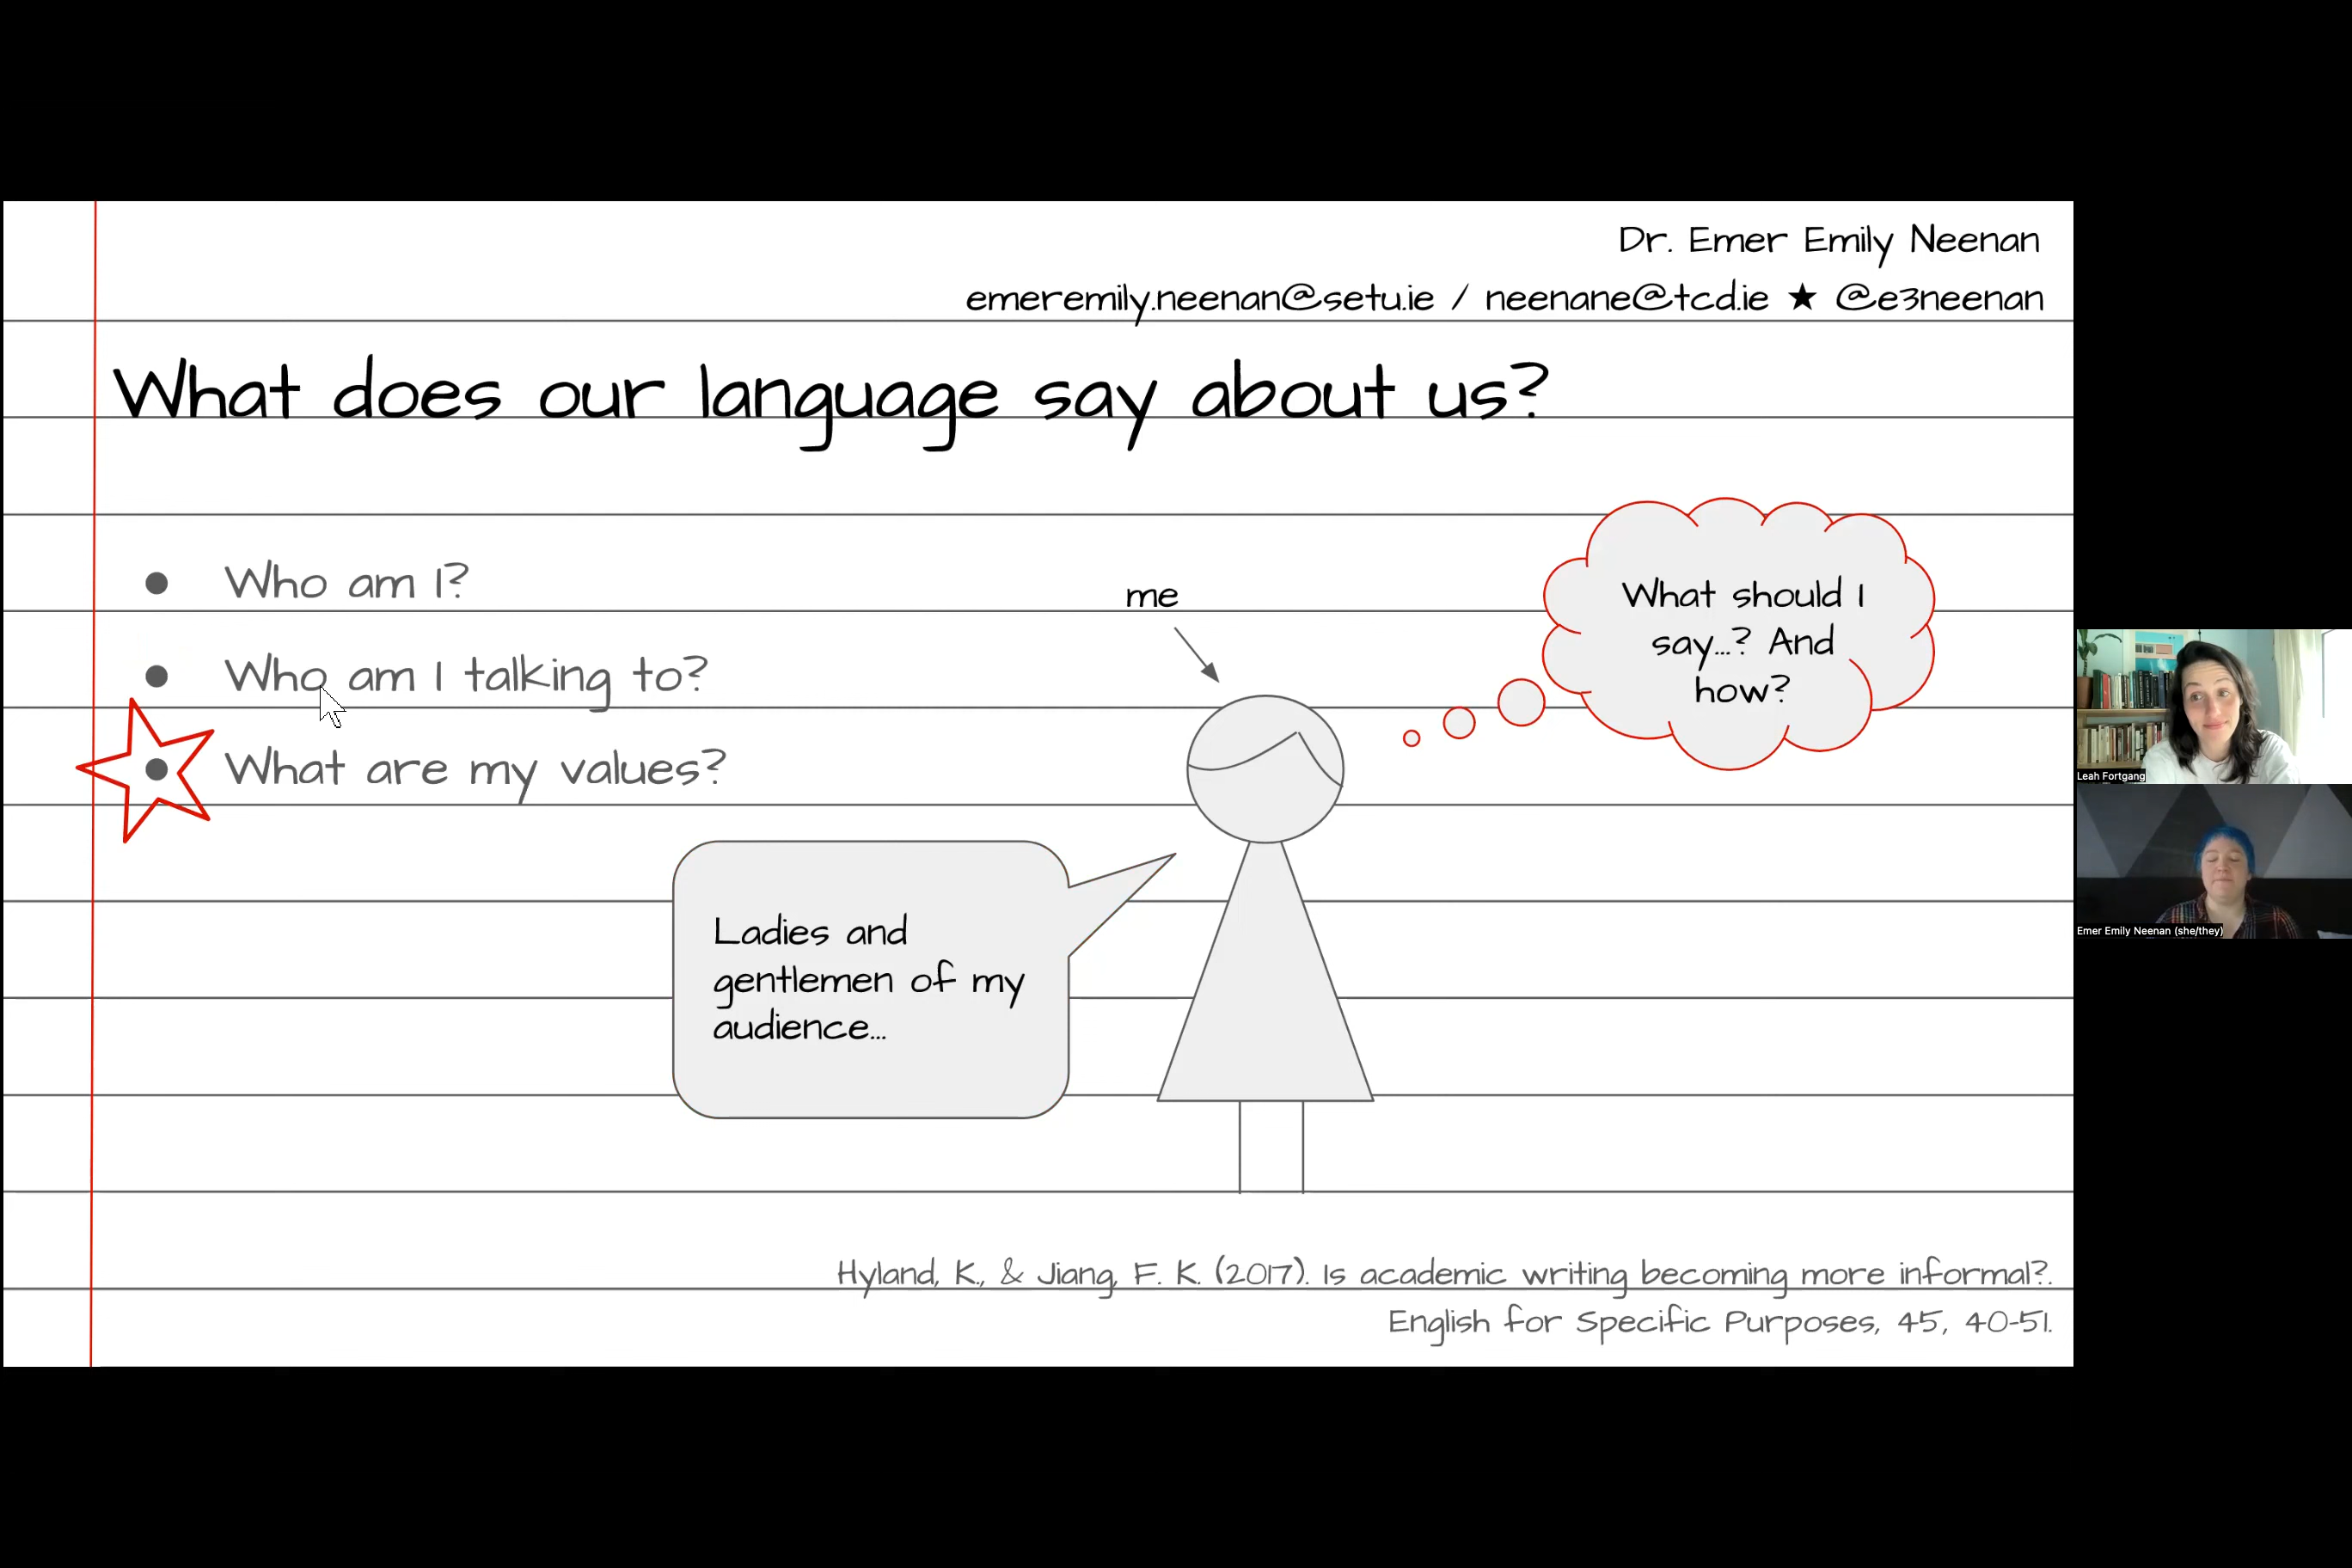 Dr. Emer Emily Neenan
emeremily.neenan@setu.ie / neenane@tcd.ie ★ @e3neenan
What does our language say about us?
● Who am I?
● Who am I talking to?
● What are my values?
me
What should I
say...? And
how?
Ladies and
gentlemen of my
audience...
Hyland, K., & Jiang, F. K. (2017). Is academic writing becoming more informal?.
English for Specific Purposes, 45, 40-51.
Leah Fortgang
Emer Emily Neenan (she/they)